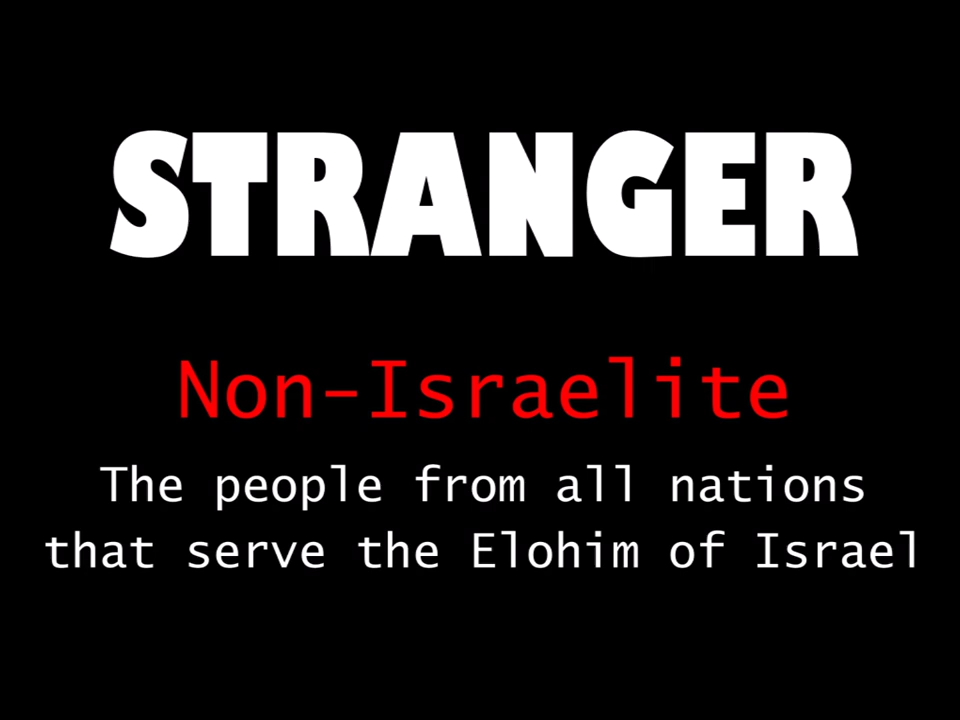 STRANGER
Non-Israelite
The people from all nations
that serve the Elohim of Israel